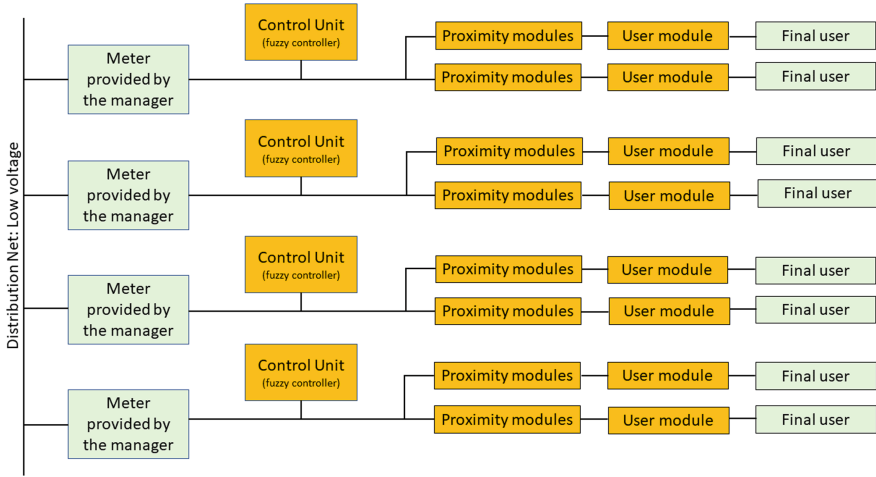 Distribution Net: Low voltage
Control Unit
(fuzzy controller)
Proximity modules User module Final user
Meter
provided by
the manager
Proximity modules User module Final user
Control Unit
(fuzzy controller)
Proximity modules User module Final user
Meter
provided by
the manager
Proximity modules User module Final user
Control Unit
(fuzzy controller)
Proximity modules User module Final user
Meter
provided by
the manager
Proximity modules User module Final user
Control Unit
(fuzzy controller)
Proximity modules User module Final user
Meter
provided by
the manager
Proximity modules User module Final user